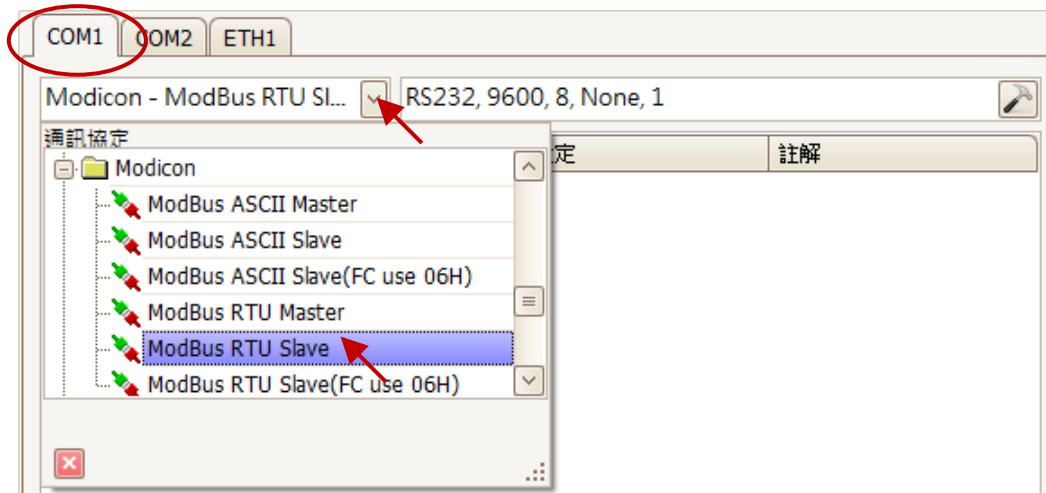 COM1 COM2 ETH1
Modicon - ModBus RTU Sl... RS232, 9600, 8, None, 1
通訊協定
定 註解
Modicon
ModBus ASCII Master
ModBus ASCII Slave
ModBus ASCII Slave(FC use 06H)
ModBus RTU Master
ModBus RTU Slave
ModBus RTU Slave(FC use 06H)